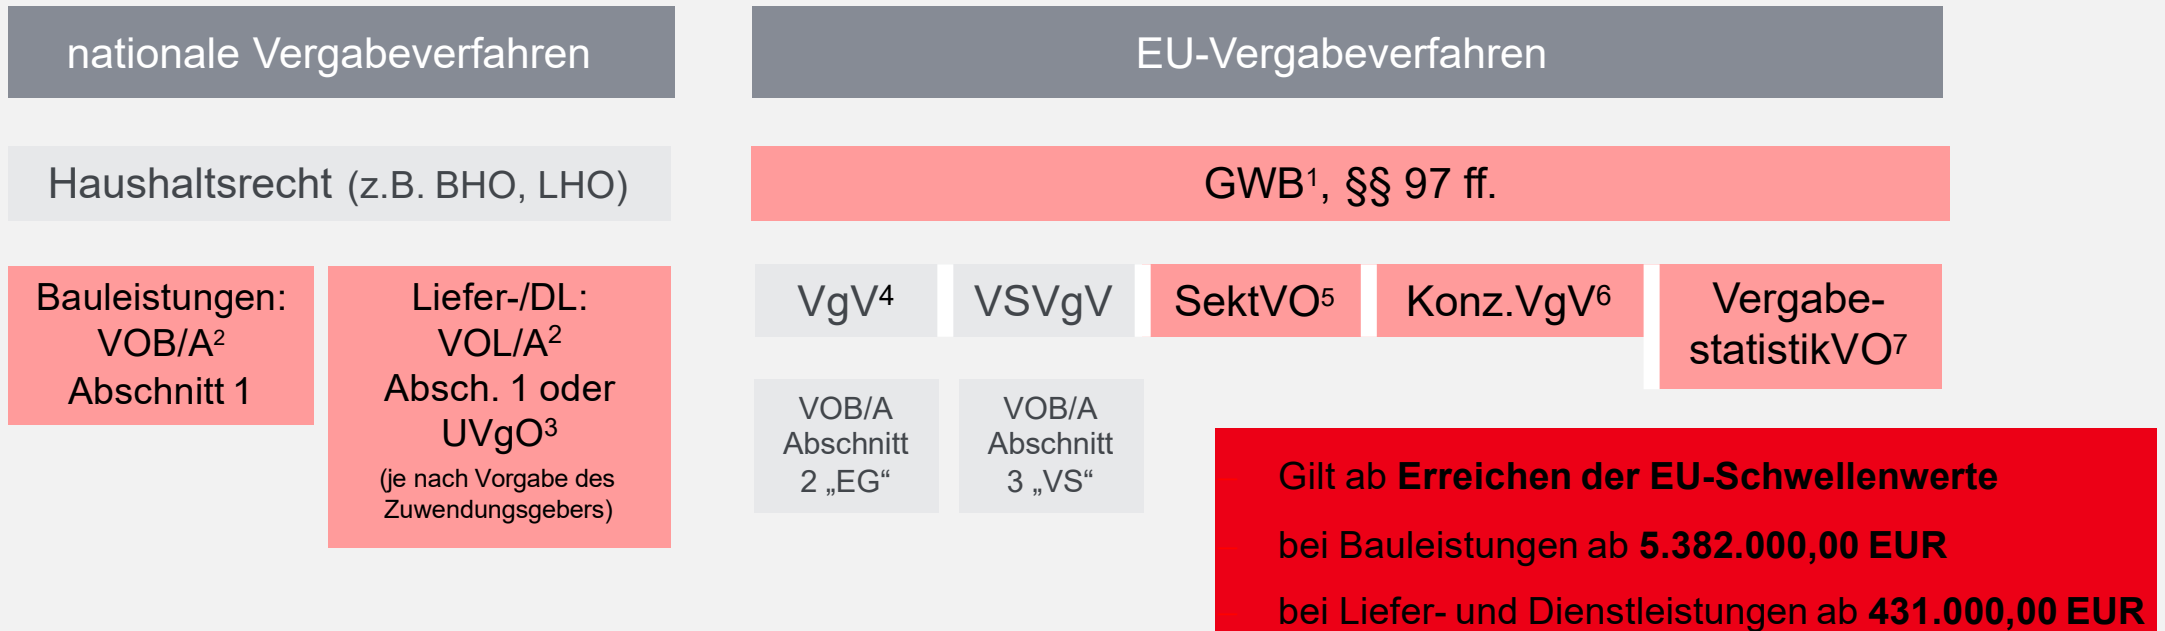 nationale Vergabeverfahren
EU-Vergabeverfahren
Haushaltsrecht (z.B. BHO, LHO)
GWB¹, §§ 97 ff.
Bauleistungen:
VOB/A²
Abschnitt 1
Liefer-/DL:
VOL/A²
Absch. 1 oder
UVgO³
(je nach Vorgabe des
Zuwendungsgebers)
VgV⁴
VSVgV
SektVO⁵
Konz.VgV⁶
Vergabe-
statistikVO⁷
VOB/A
Abschnitt
2 „EG“
VOB/A
Abschnitt
3 „VS“
Gilt ab Erreichen der EU-Schwellenwerte
bei Bauleistungen ab 5.382.000,00 EUR
bei Liefer- und Dienstleistungen ab 431.000,00 EUR